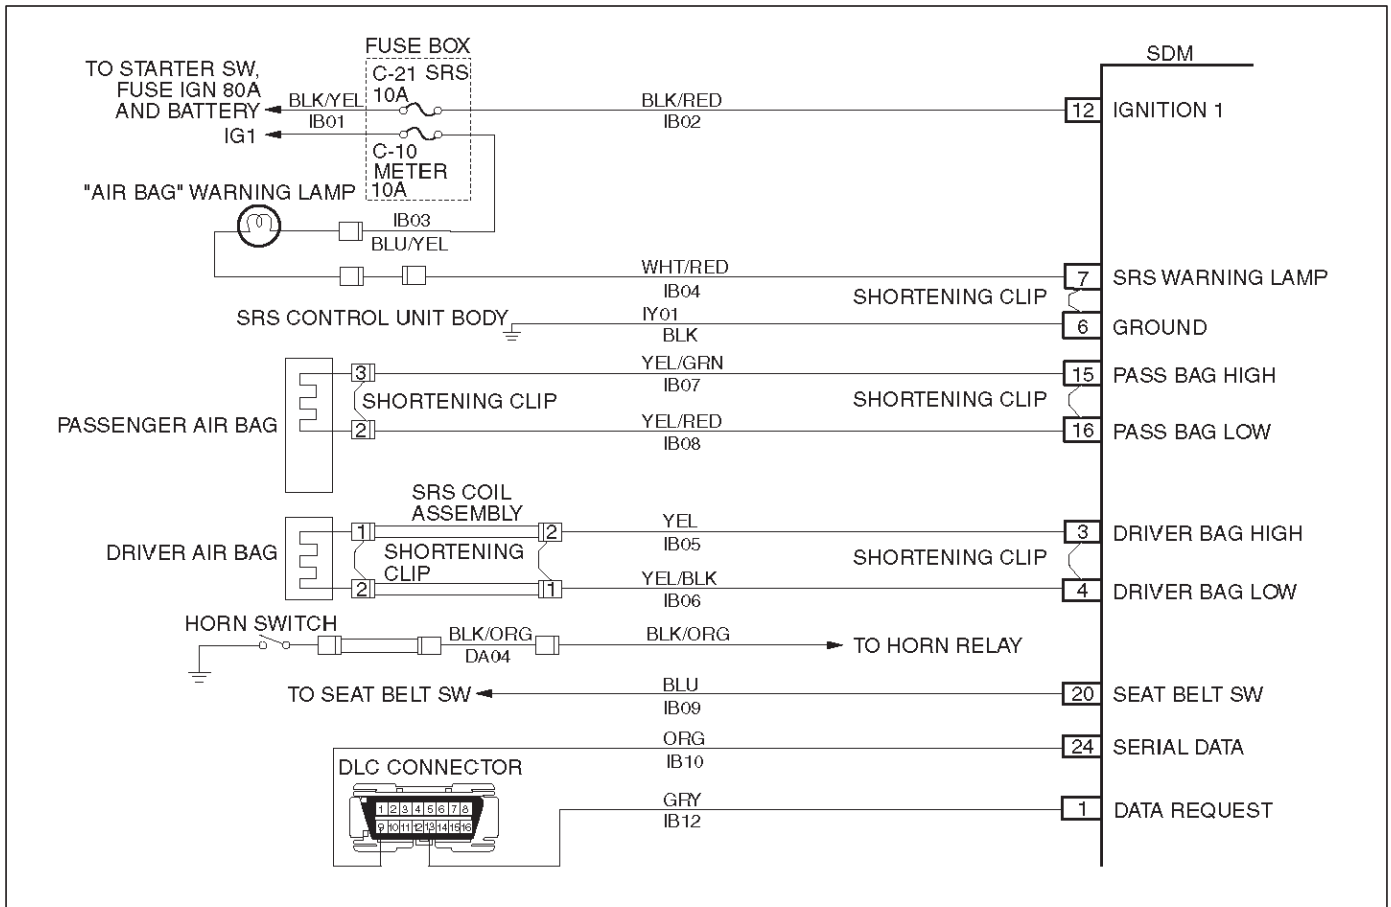 FUSE BOX
SDM
TO STARTER SW,
FUSE IGN 80A
AND BATTERY
C-21 SRS
10A
BLK/YEL
IB01
BLK/RED
IB02
12 IGNITION 1
IG1
C-10
METER
10A
"AIR BAG" WARNING LAMP
IB03
BLU/YEL
WHT/RED
IB04
7 SRS WARNING LAMP
SHORTENING CLIP
SRS CONTROL UNIT BODY
IY01
BLK
6 GROUND
YEL/GRN
IB07
3
15 PASS BAG HIGH
SHORTENING CLIP
SHORTENING CLIP
PASSENGER AIR BAG
2
YEL/RED
IB08
16 PASS BAG LOW
SRS COIL
ASSEMBLY
1
2
YEL
IB05
3 DRIVER BAG HIGH
DRIVER AIR BAG
SHORTENING
CLIP
SHORTENING CLIP
2
1
YEL/BLK
IB06
4 DRIVER BAG LOW
HORN SWITCH
BLK/ORG
DA04
BLK/ORG
TO HORN RELAY
TO SEAT BELT SW
BLU
IB09
20 SEAT BELT SW
ORG
IB10
24 SERIAL DATA
DLC CONNECTOR
1 2 3 4 5 6 7 8
9 10 11 12 13 14 15 16
GRY
IB12
1 DATA REQUEST